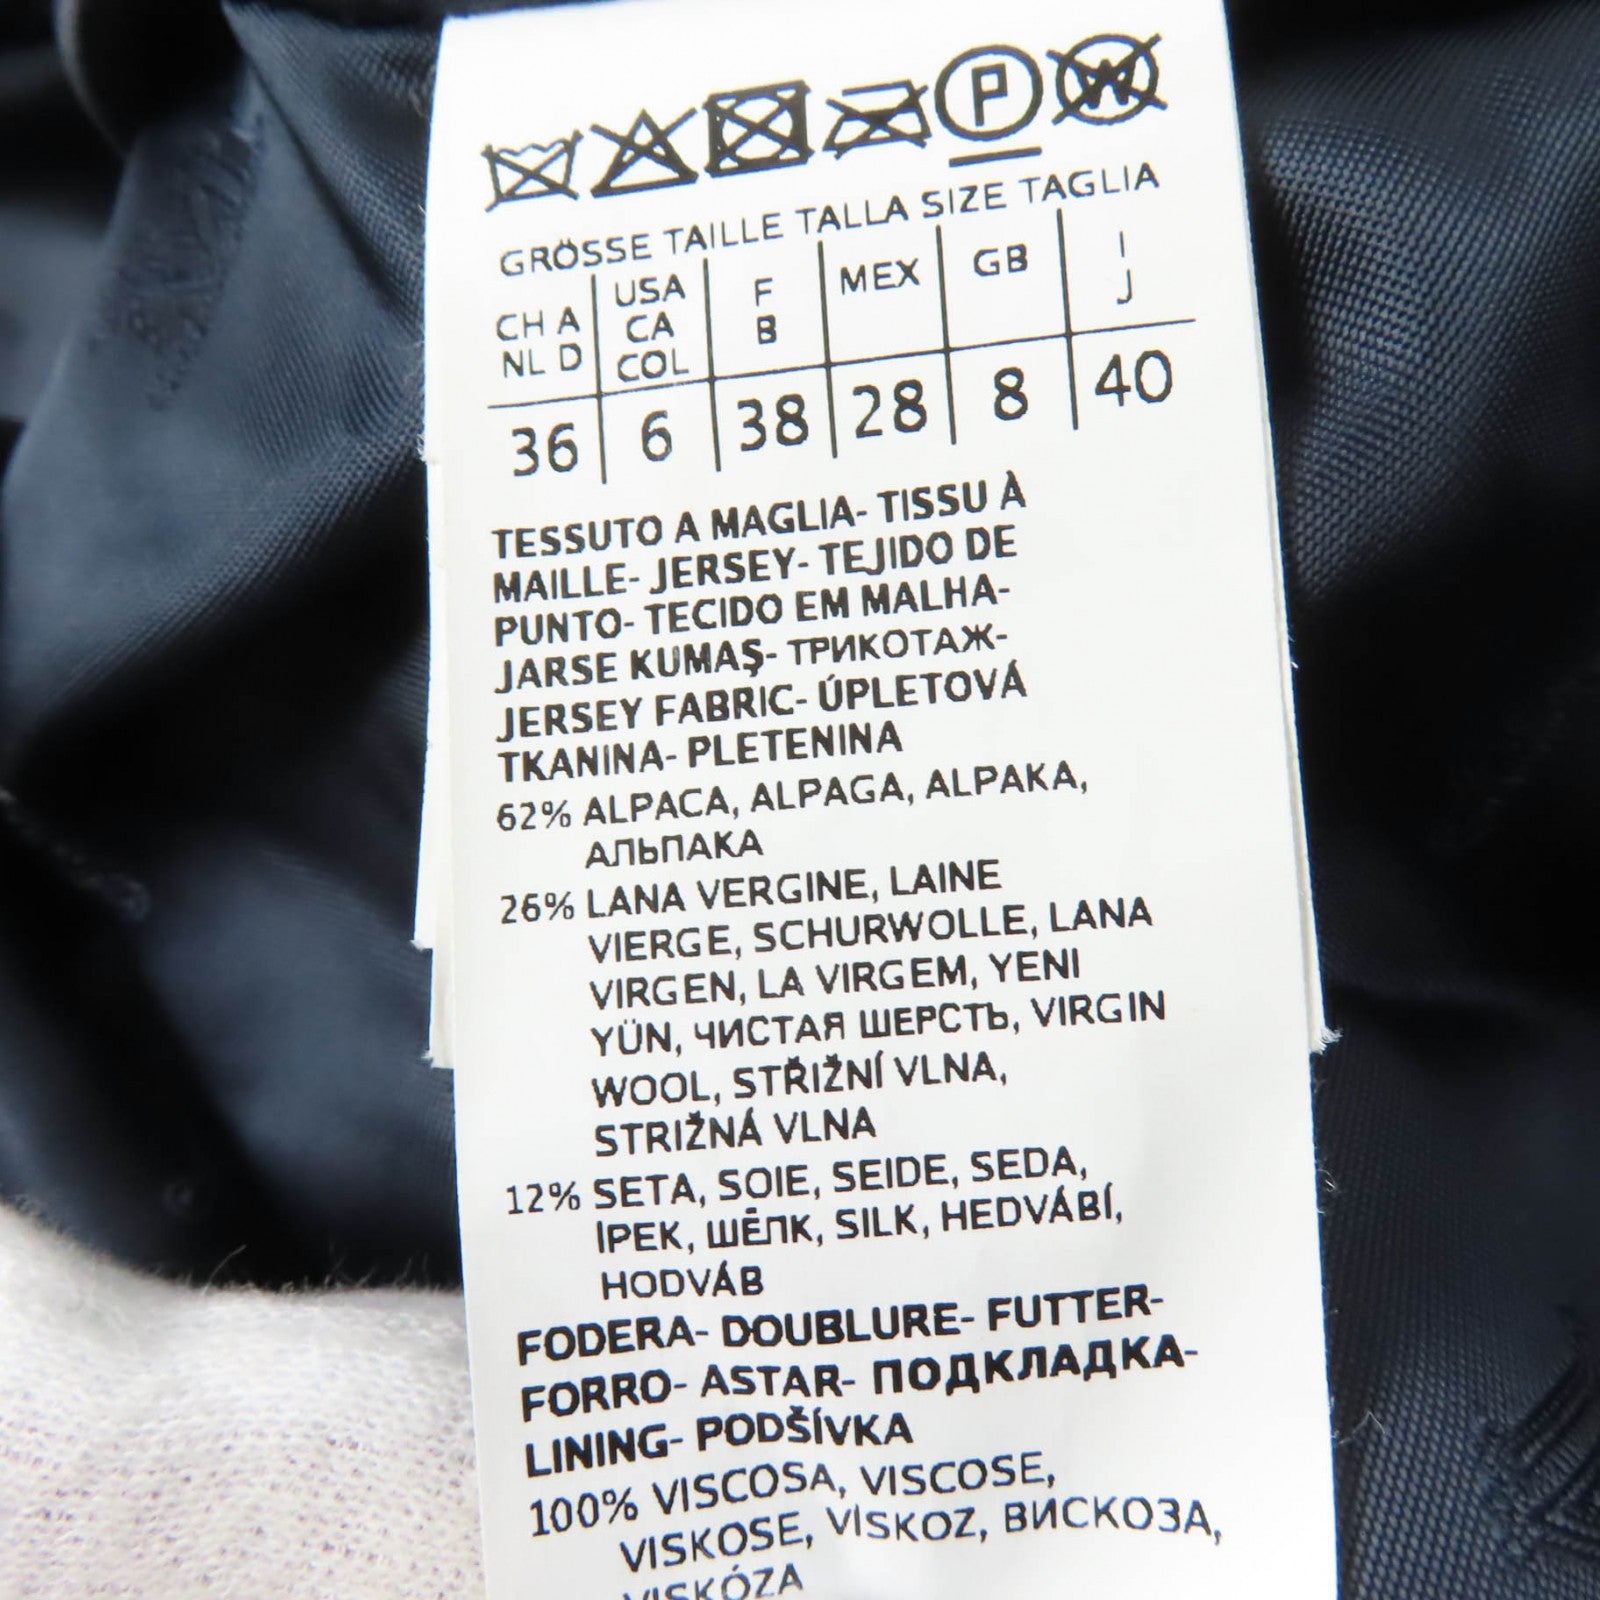 P W
GRÖSSE TAILLE TALLA SIZE TAGLIA
CH A NL D | USA CA COL | F B | MEX | GB | I J
36 | 6 | 38 | 28 | 8 | 40
TESSUTO A MAGLIA- TISSU À
MAILLE- JERSEY- TEJIDO DE
PUNTO- TECIDO EM MALHA-
JARSE KUMAŞ- ТРИКОТАЖ-
JERSEY FABRIC- ÚPLETOVÁ
TKANINA- PLETENINA
62% ALPACA, ALPAGA, ALPAKA,
АЛЬПАКА
26% LANA VERGINE, LAINE
VIERGE, SCHURWOLLE, LANA
VIRGEN, LA VIRGEM, YENI
YÜN, ЧИСТАЯ ШЕРСТЬ, VIRGIN
WOOL, STŘIŽNÍ VLNA,
STRIŽNÁ VLNA
12% SETA, SOIE, SEIDE, SEDA,
İPEK, ШЁЛК, SILK, HEDVÁBÍ,
HODVÁB
FODERA- DOUBLURE- FUTTER-
FORRO- ASTAR- ПОДКЛАДКА-
LINING- PODŠÍVKA
100% VISCOSA, VISCOSE,
VISKOSE, VİSKOZ, ВИСКОЗА,
VISKÓZA